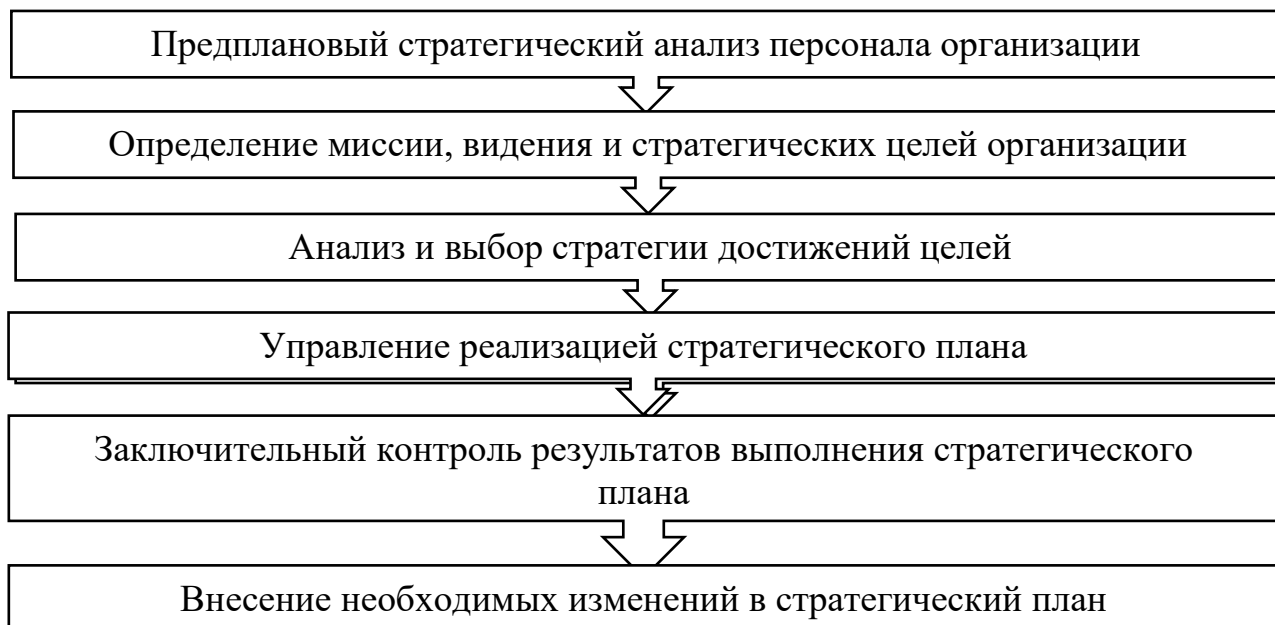 Предплановый стратегический анализ персонала организации
Определение миссии, видения и стратегических целей организации
Анализ и выбор стратегии достижений целей
Управление реализацией стратегического плана
Заключительный контроль результатов выполнения стратегического
плана
Внесение необходимых изменений в стратегический план